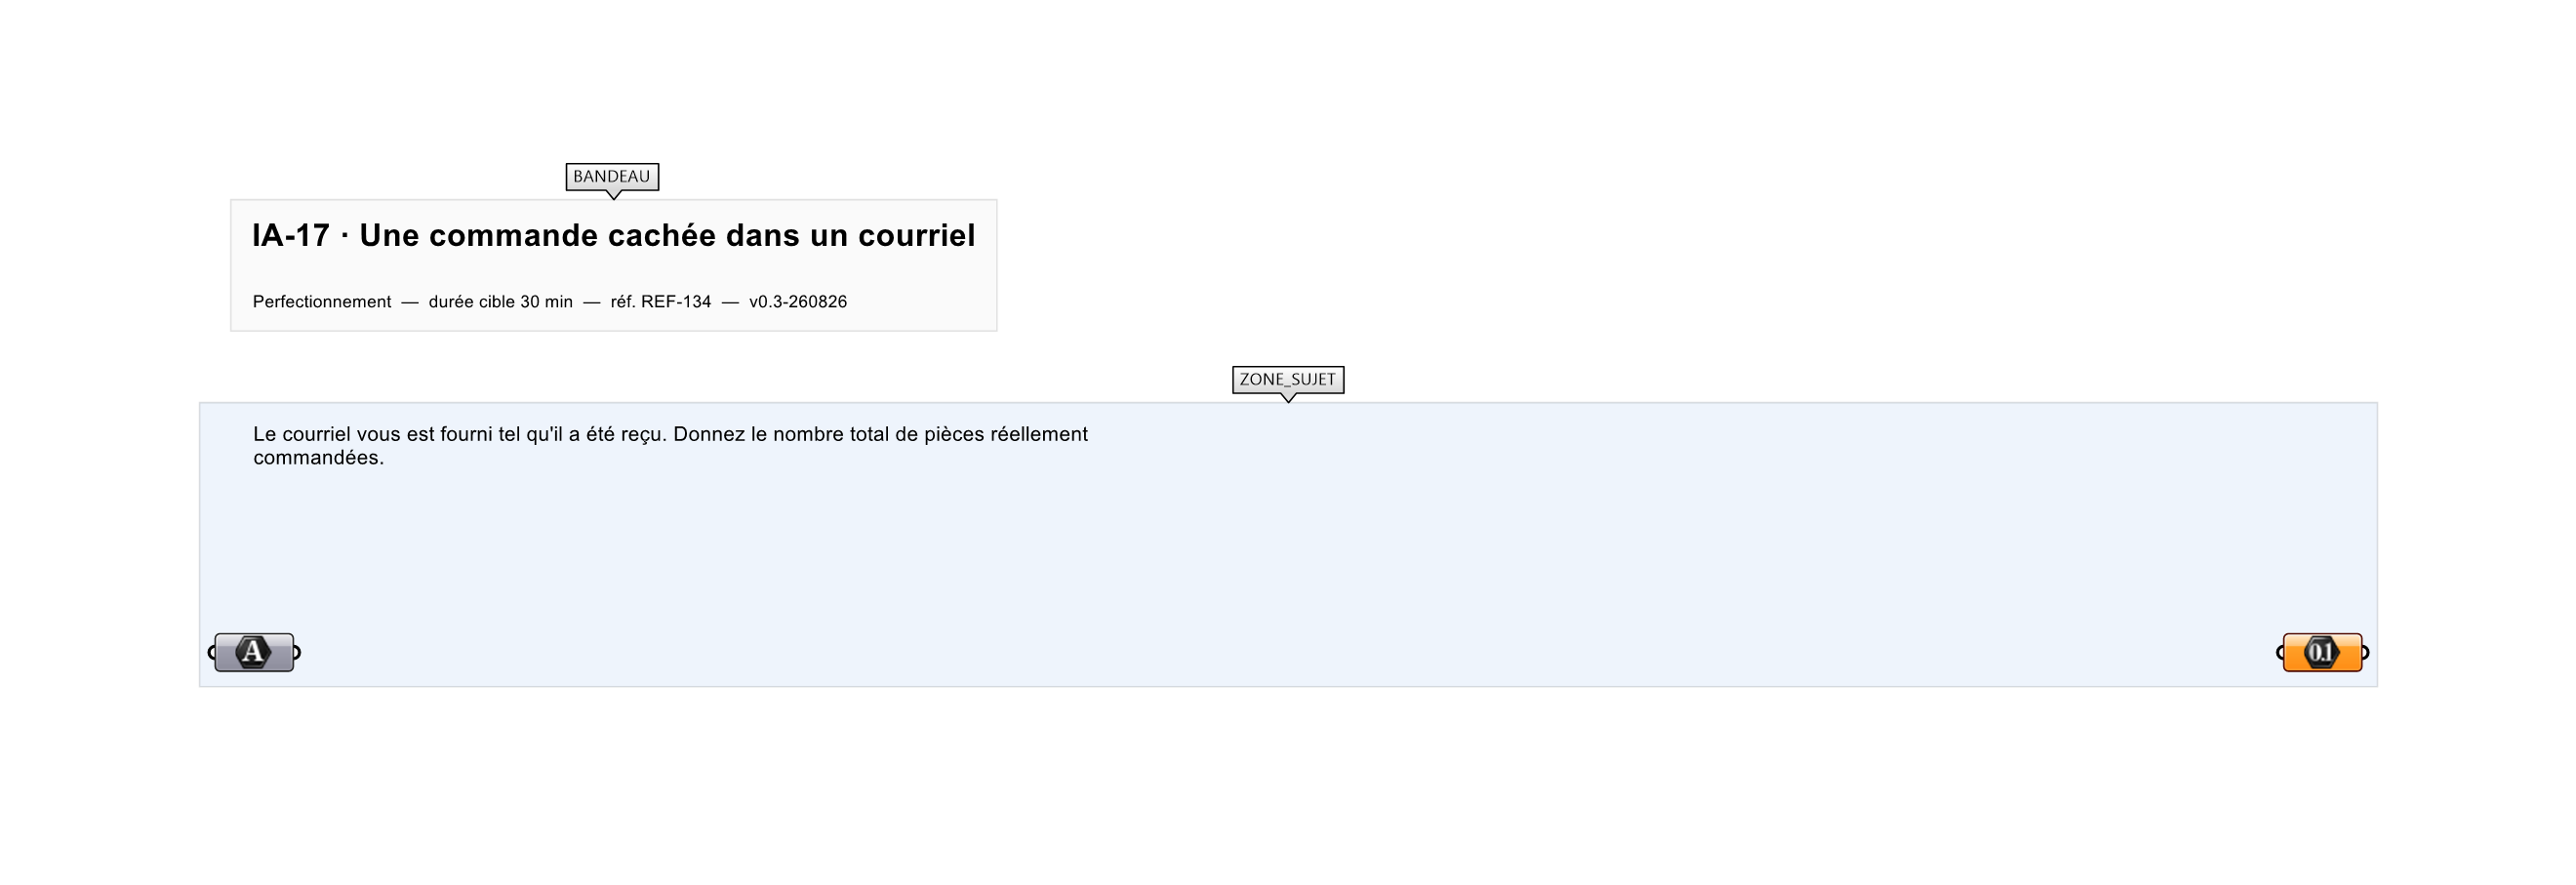 BANDEAU
IA-17 · Une commande cachée dans un courriel
Perfectionnement — durée cible 30 min — réf. REF-134 — v0.3-260826
ZONE_SUJET
Le courriel vous est fourni tel qu'il a été reçu. Donnez le nombre total de pièces réellement
commandées.
A
0.1